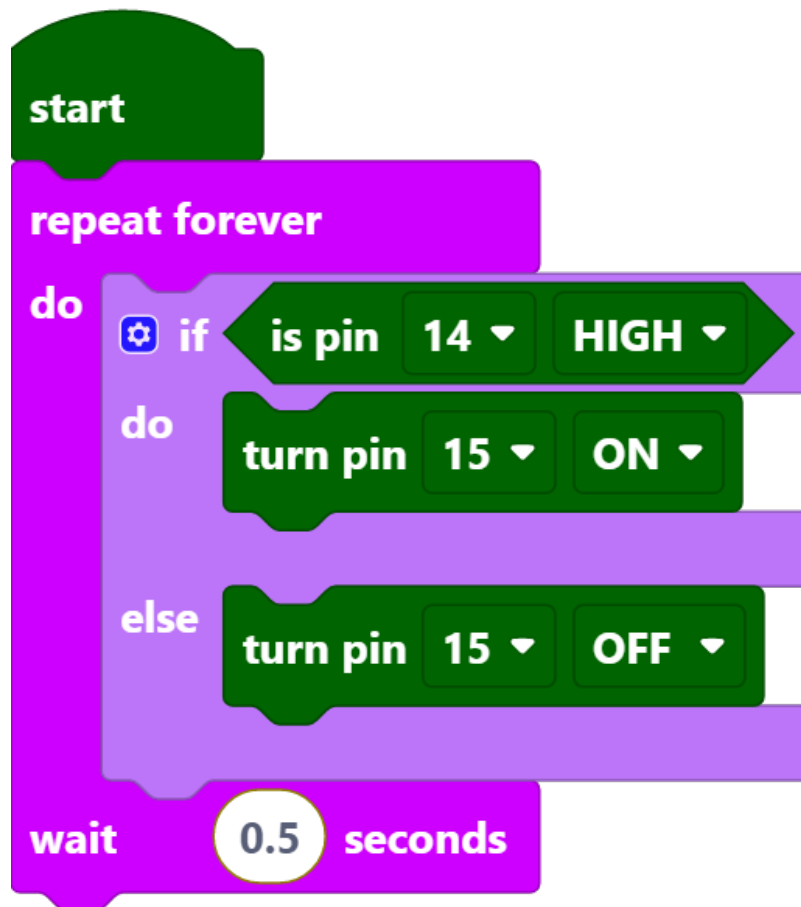 start
repeat forever
do
if is pin 14 HIGH
do
turn pin 15 ON
else
turn pin 15 OFF
wait 0.5 seconds